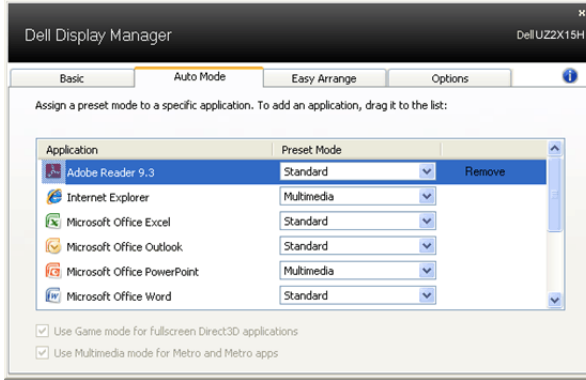 Dell Display Manager
Dell UZ2X15H
Basic
Auto Mode
Easy Arrange
Options
Assign a preset mode to a specific application. To add an application, drag it to the list:
Application Preset Mode
Adobe Reader 9.3 Standard Remove
Internet Explorer Multimedia
Microsoft Office Excel Standard
Microsoft Office Outlook Standard
Microsoft Office PowerPoint Multimedia
Microsoft Office Word Standard
Use Game mode for fullscreen Direct3D applications
Use Multimedia mode for Metro and Metro apps